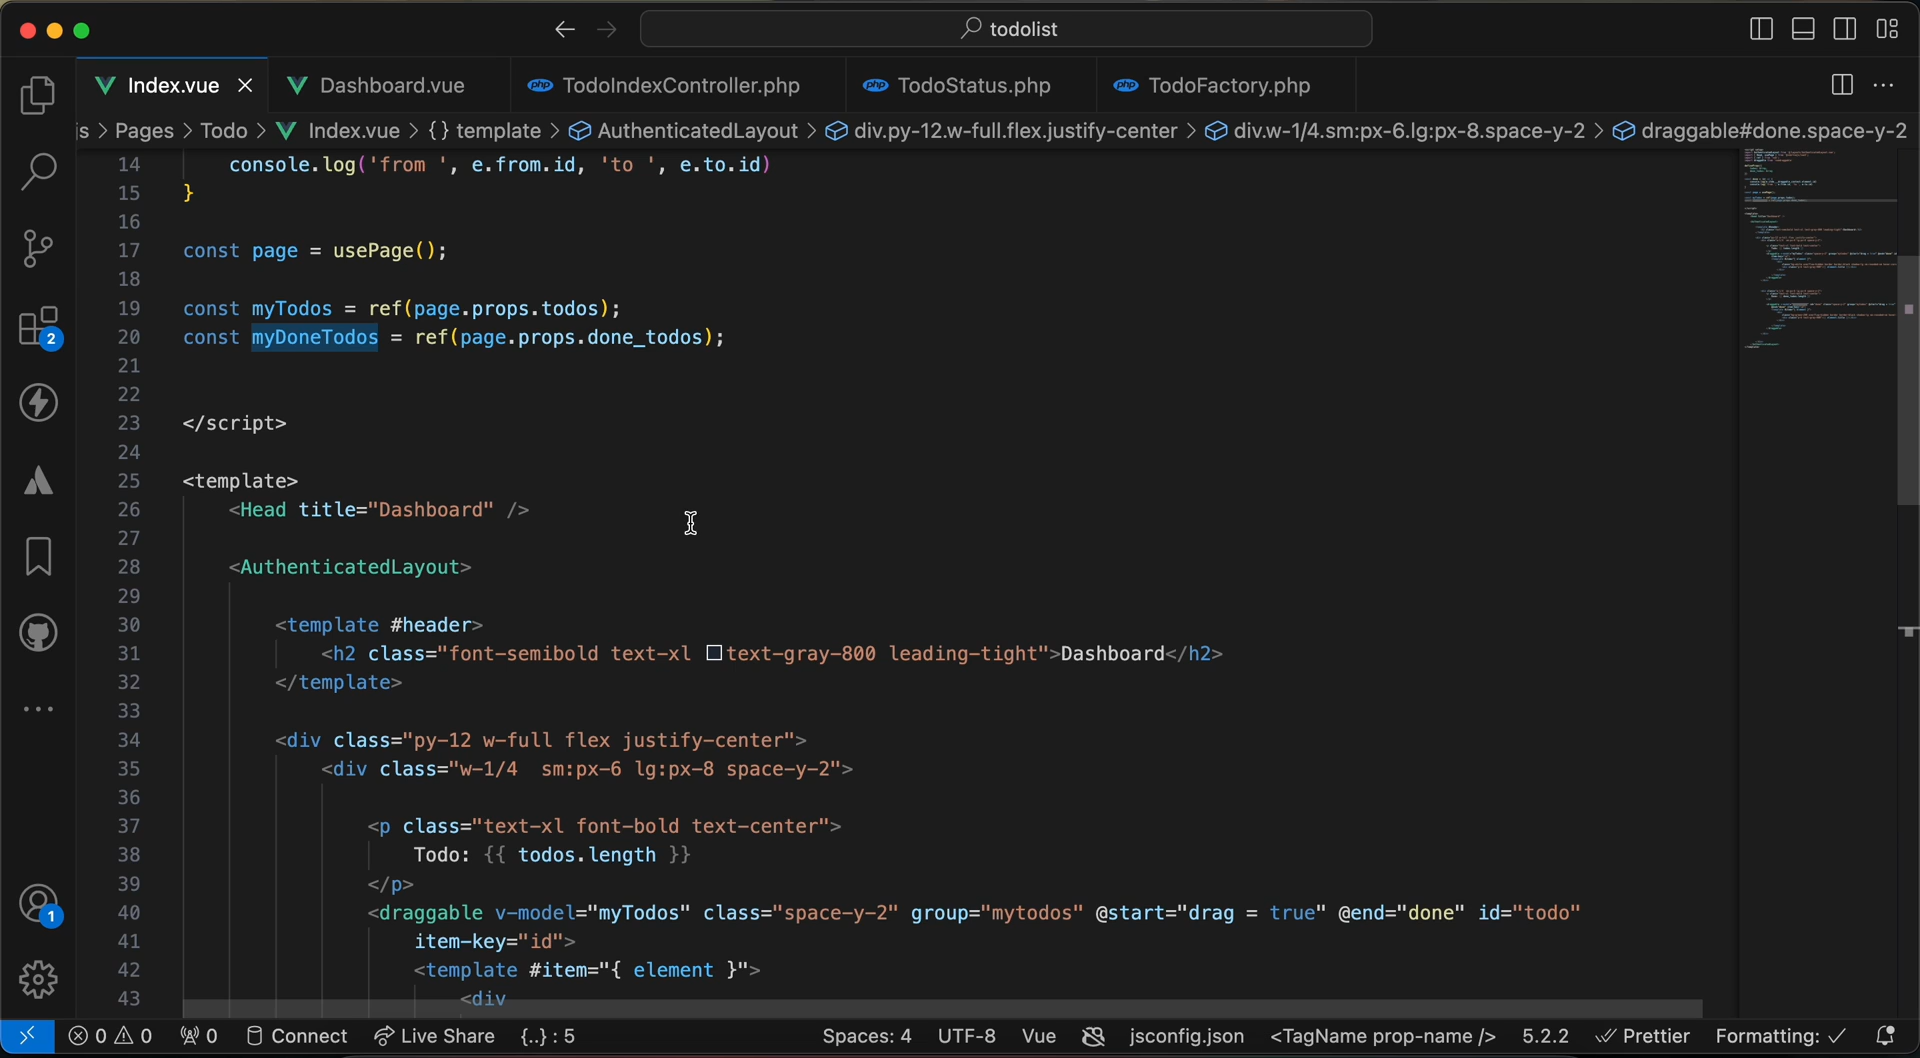 todolist
Index.vue
Dashboard.vue
php TodoIndexController.php
php TodoStatus.php
php TodoFactory.php
js > Pages > Todo > Index.vue > {} template > AuthenticatedLayout > div.py-12.w-full.flex.justify-center > div.w-1/4.sm:px-6.lg:px-8.space-y-2 > draggable#done.space-y-2
14 console.log('from ', e.from.id, 'to ', e.to.id)
15 }
16
17 const page = usePage();
18
19 const myTodos = ref(page.props.todos);
20 const myDoneTodos = ref(page.props.done_todos);
21
22
23 </script>
24
25 <template>
26 <Head title="Dashboard" />
27
28 <AuthenticatedLayout>
29
30 <template #header>
31 <h2 class="font-semibold text-xl text-gray-800 leading-tight">Dashboard</h2>
32 </template>
33
34 <div class="py-12 w-full flex justify-center">
35 <div class="w-1/4  sm:px-6 lg:px-8 space-y-2">
36
37 <p class="text-xl font-bold text-center">
38 Todo: {{ todos.length }}
39 </p>
40 <draggable v-model="myTodos" class="space-y-2" group="mytodos" @start="drag = true" @end="done" id="todo"
41 item-key="id">
42 <template #item="{ element }">
43 <div
2
1
0 0 0 Connect Live Share {..} : 5 Spaces: 4 UTF-8 Vue jsconfig.json <TagName prop-name /> 5.2.2 Prettier Formatting: ✓